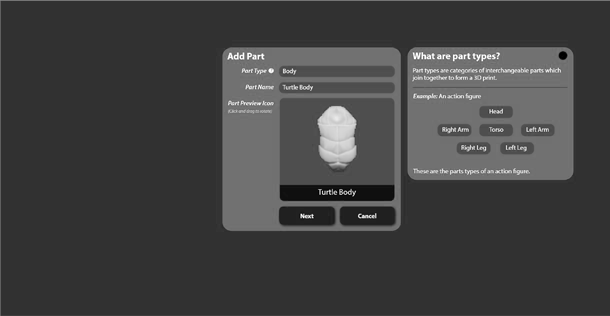 Add Part
Part Type
Body
Part Name
Turtle Body
Part Preview Icon
(Click and drag to rotate)
Turtle Body
Next
Cancel
What are part types?
Part types are categories of interchangeable parts which
join together to form a 3D print.
Example: An action figure
Head
Right Arm
Torso
Left Arm
Right Leg
Left Leg
These are the parts types of an action figure.